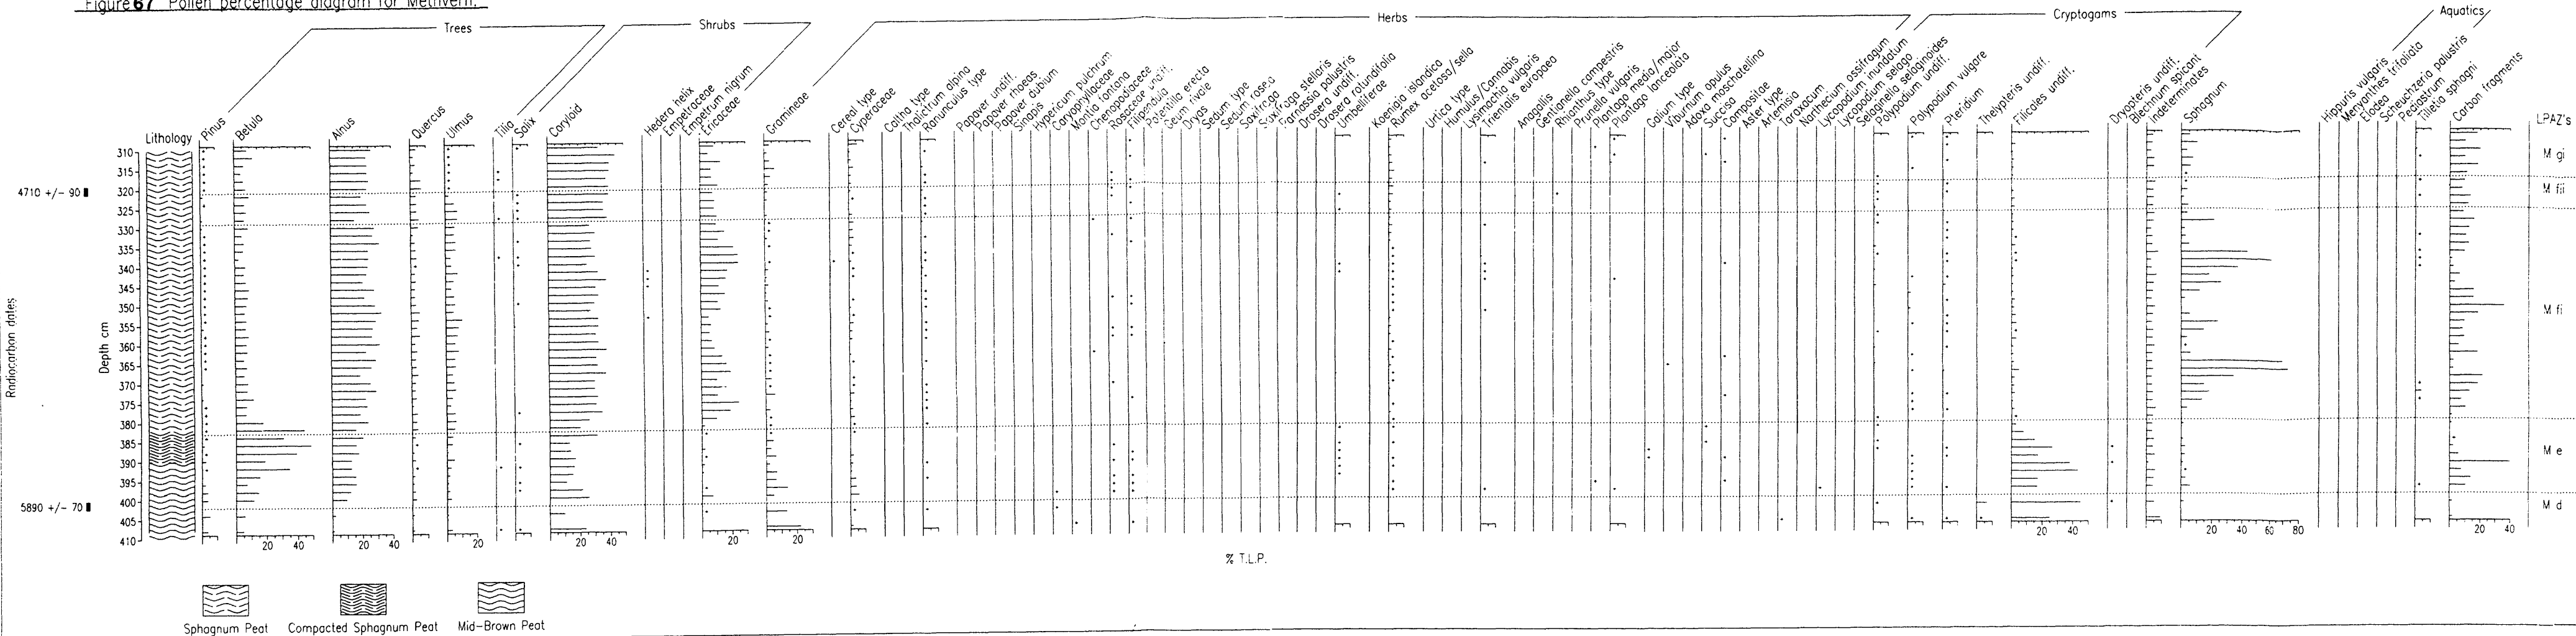 Figure 67 Pollen percentage diagram for Methvern.
Trees
Shrubs
Herbs
Cryptogams
Aquatics
Lithology
Pinus
Betula
Alnus
Quercus
Ulmus
Tilia
Salix
Coryloid
Hedera helix
Empetraceae
Empetrum nigrum
Ericaceae
Gramineae
Cereal type
Cyperaceae
Caltha type
Thalictrum alpina
Ranunculus type
Papaver undiff.
Papaver rhoeas
Papaver dubium
Sinapis
Hypericum pulchrum
Caryophyllaceae
Montia fontana
Chenopodiaceae
Rosaceae undiff.
Filipendula
Potentilla erecta
Geum rivale
Dryas
Sedum type
Sedum rosea
Saxifraga
Saxifraga stellaris
Parnassia palustris
Drosera undiff.
Drosera rotundifolia
Umbelliferae
Koenigia islandica
Rumex acetosa/sella
Urtica type
Humulus/Cannabis
Lysimachia vulgaris
Trientalis europaea
Anagalis
Gentianella campestris
Rhianthus type
Prunella vulgaris
Plantago media/major
Plantago lanceolata
Galium type
Viburnum opulus
Adoxa moschatellina
Succisa
Compositae
Aster type
Artemisia
Taraxacum
Narthecium ossifragum
Lycopodium inundatum
Lycopodium selago
Selaginella selaginoides
Polypodium undiff.
Polypodium vulgare
Pteridium
Thelypteris undiff.
Filicales undiff.
Dryopteris undiff.
Blechnum spicant
Indeterminates
Sphagnum
Hippuris vulgaris
Menyanthes trifoliata
Elodea
Scheuchzeria palustris
Pediastrum
Tilletia sphagni
Carbon fragments
LPAZ's
Radiocarbon dates
Depth cm
310
315
320
325
330
335
340
345
350
355
360
365
370
375
380
385
390
395
400
405
410
4710 +/- 90
5890 +/- 70
M gi
M fii
M fi
M e
M d
20 40
20 40
20
20 40
20
20
20 40
20 40 60 80
20 40
% T.L.P.
Sphagnum Peat
Compacted Sphagnum Peat
Mid-Brown Peat